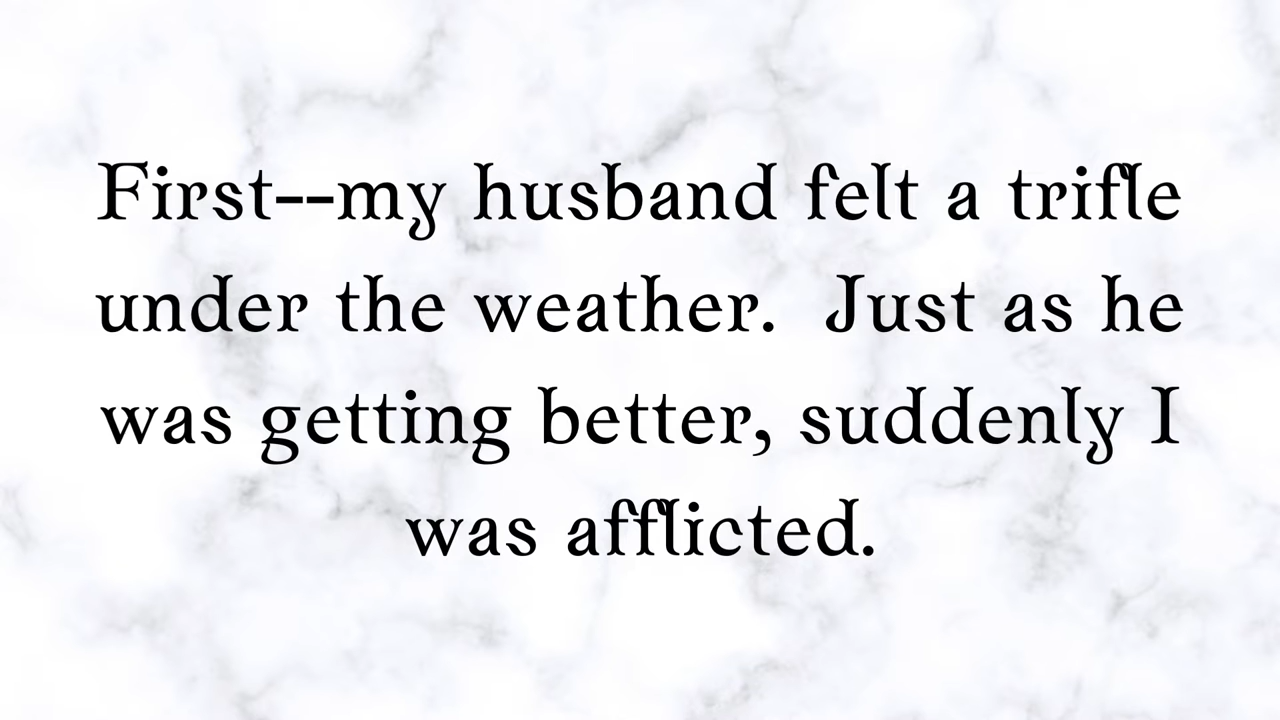 First--my husband felt a trifle
under the weather.  Just as he
was getting better, suddenly I
was afflicted.